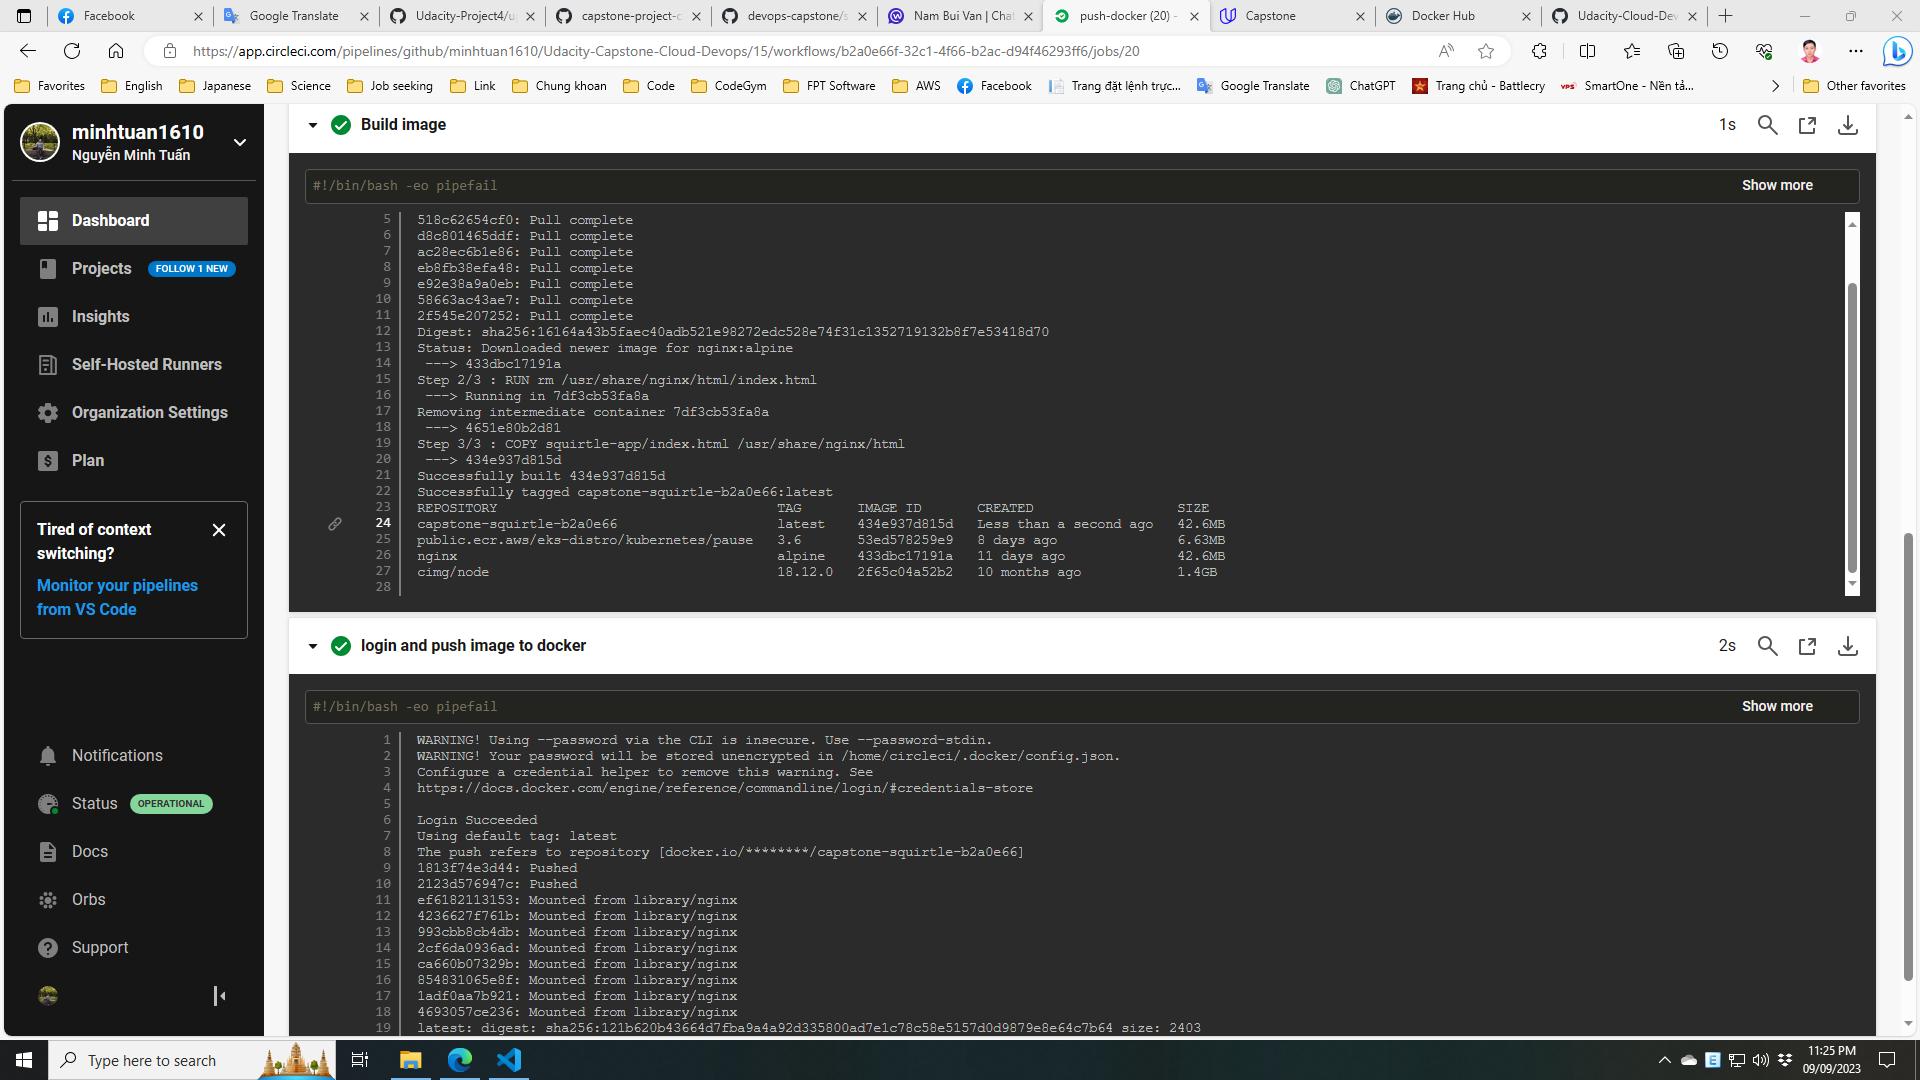 Facebook
Google Translate
Udacity-Project4/u
capstone-project-c
devops-capstone/s
Nam Bui Van | Chat
push-docker (20) -
Capstone
Docker Hub
Udacity-Cloud-Dev
https://app.circleci.com/pipelines/github/minhtuan1610/Udacity-Capstone-Cloud-Devops/15/workflows/b2a0e66f-32c1-4f66-b2ac-d94f46293ff6/jobs/20
Favorites
English
Japanese
Science
Job seeking
Link
Chung khoan
Code
CodeGym
FPT Software
AWS
Facebook
Trang đặt lệnh trực...
Google Translate
ChatGPT
Trang chủ - Battlecry
VPS SmartOne - Nền tả...
Other favorites
minhtuan1610
Nguyễn Minh Tuấn
Dashboard
Projects FOLLOW 1 NEW
Insights
Self-Hosted Runners
Organization Settings
Plan
Tired of context
switching?
Monitor your pipelines
from VS Code
Notifications
Status OPERATIONAL
Docs
Orbs
Support
Build image 1s
#!/bin/bash -eo pipefail Show more
5 518c62654cf0: Pull complete
6 d8c801465ddf: Pull complete
7 ac28ec6b1e86: Pull complete
8 eb8fb38efa48: Pull complete
9 e92e38a9a0eb: Pull complete
10 58663ac43ae7: Pull complete
11 2f545e207252: Pull complete
12 Digest: sha256:16164a43b5faec40adb521e98272edc528e74f31c1352719132b8f7e53418d70
13 Status: Downloaded newer image for nginx:alpine
14 ---> 433dbc17191a
15 Step 2/3 : RUN rm /usr/share/nginx/html/index.html
16 ---> Running in 7df3cb53fa8a
17 Removing intermediate container 7df3cb53fa8a
18 ---> 4651e80b2d81
19 Step 3/3 : COPY squirtle-app/index.html /usr/share/nginx/html
20 ---> 434e937d815d
21 Successfully built 434e937d815d
22 Successfully tagged capstone-squirtle-b2a0e66:latest
23 REPOSITORY TAG IMAGE ID CREATED SIZE
24 capstone-squirtle-b2a0e66 latest 434e937d815d Less than a second ago 42.6MB
25 public.ecr.aws/eks-distro/kubernetes/pause 3.6 53ed578259e9 8 days ago 6.63MB
26 nginx alpine 433dbc17191a 11 days ago 42.6MB
27 cimg/node 18.12.0 2f65c04a52b2 10 months ago 1.4GB
28
login and push image to docker 2s
#!/bin/bash -eo pipefail Show more
1 WARNING! Using --password via the CLI is insecure. Use --password-stdin.
2 WARNING! Your password will be stored unencrypted in /home/circleci/.docker/config.json.
3 Configure a credential helper to remove this warning. See
4 https://docs.docker.com/engine/reference/commandline/login/#credentials-store
5
6 Login Succeeded
7 Using default tag: latest
8 The push refers to repository [docker.io/********/capstone-squirtle-b2a0e66]
9 1813f74e3d44: Pushed
10 2123d576947c: Pushed
11 ef6182113153: Mounted from library/nginx
12 4236627f761b: Mounted from library/nginx
13 993cbb8cb4db: Mounted from library/nginx
14 2cf6da0936ad: Mounted from library/nginx
15 ca660b07329b: Mounted from library/nginx
16 854831065e8f: Mounted from library/nginx
17 1adf0aa7b921: Mounted from library/nginx
18 4693057ce236: Mounted from library/nginx
19 latest: digest: sha256:121b620b43664d7fba9a4a92d335800ad7e1c78c58e5157d0d9879e8e64c7b64 size: 2403
Type here to search
11:25 PM
09/09/2023